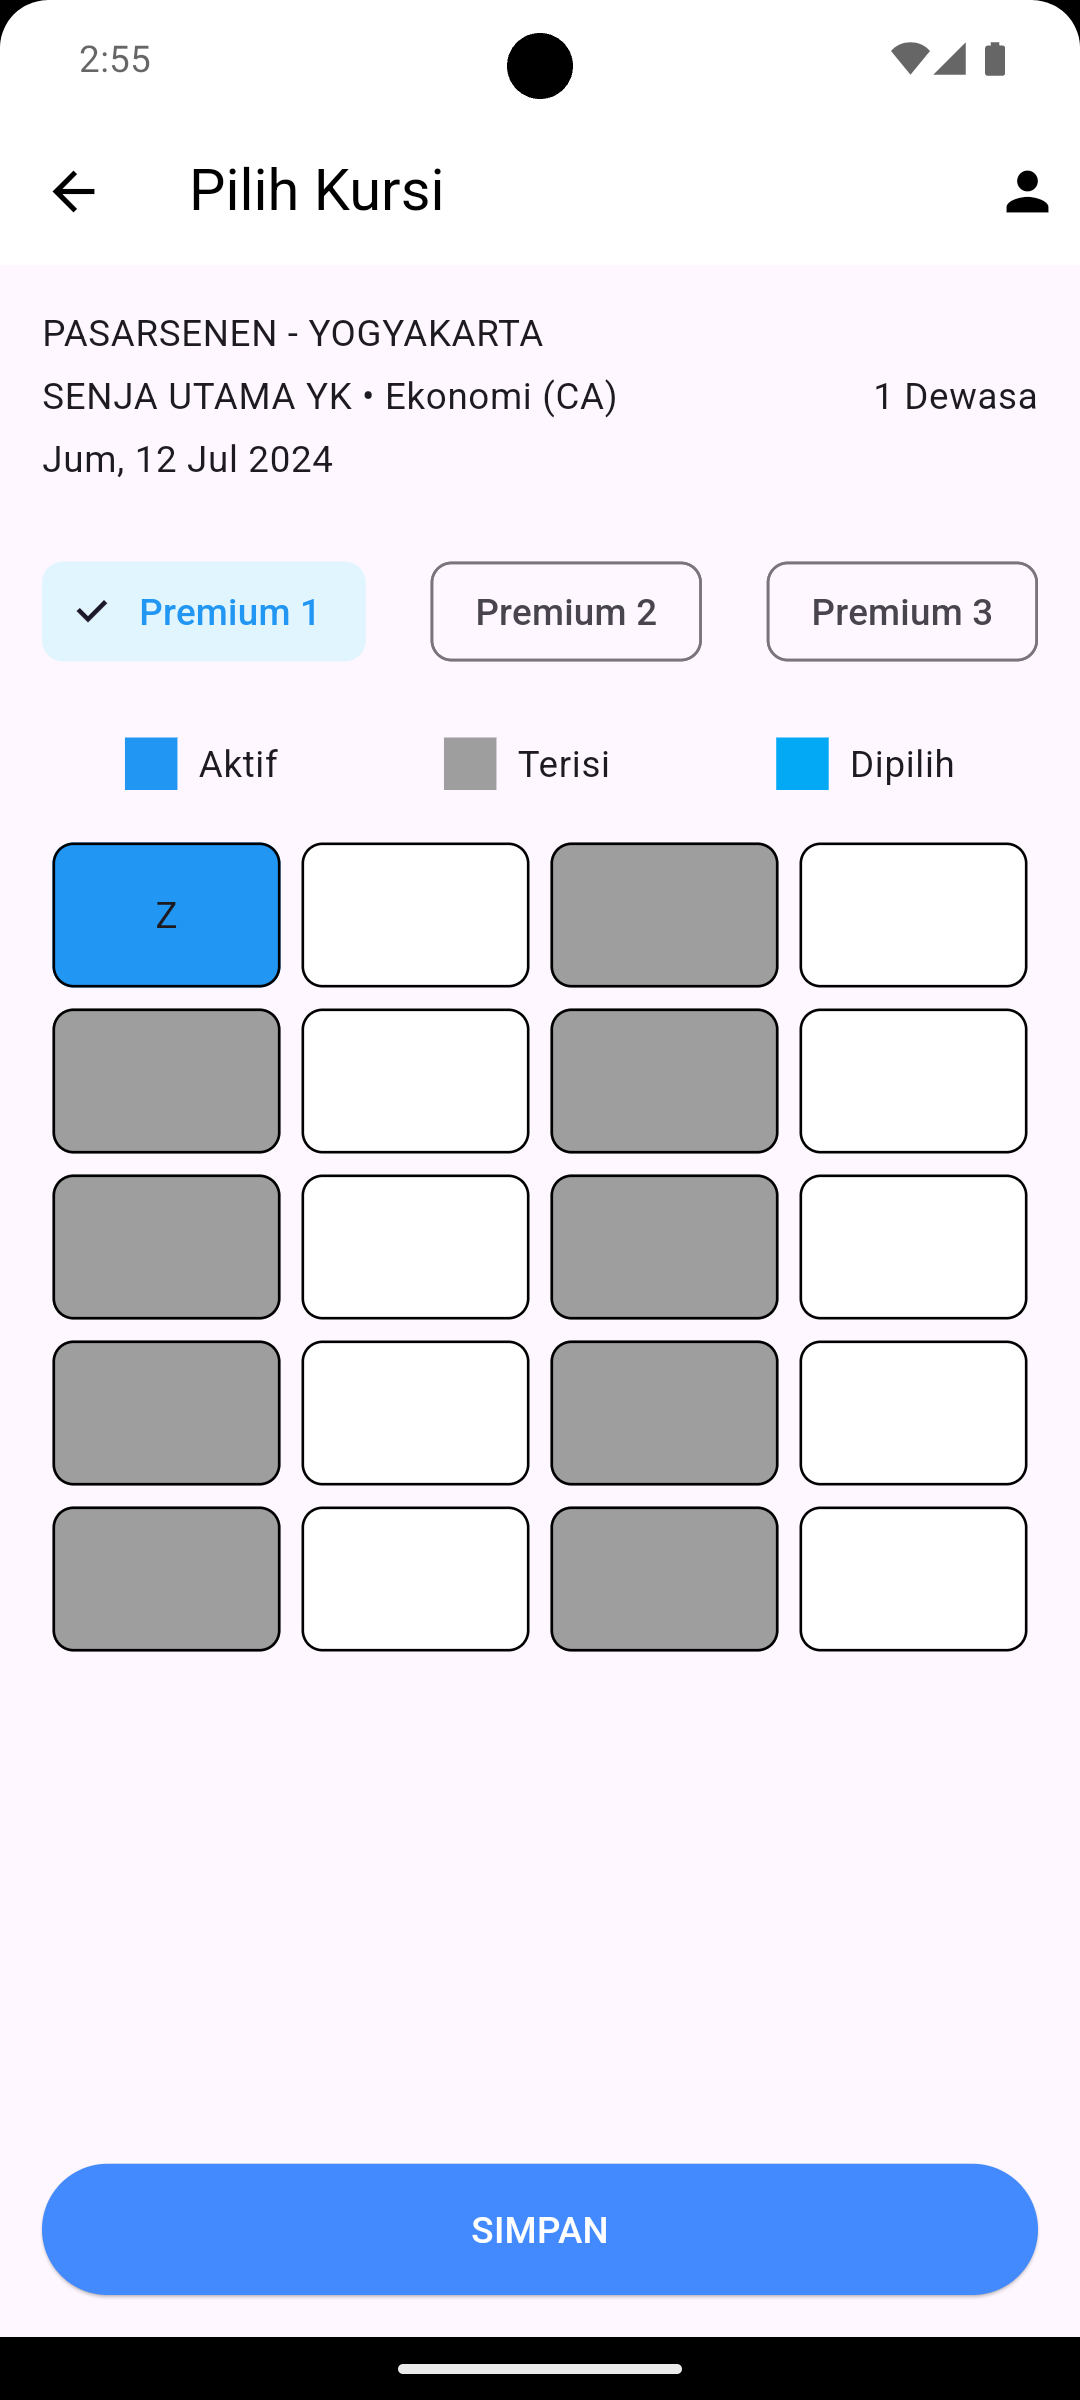 2:55
Pilih Kursi
PASARSENEN - YOGYAKARTA
SENJA UTAMA YK • Ekonomi (CA) 1 Dewasa
Jum, 12 Jul 2024
Premium 1 Premium 2 Premium 3
Aktif Terisi Dipilih
Z
SIMPAN